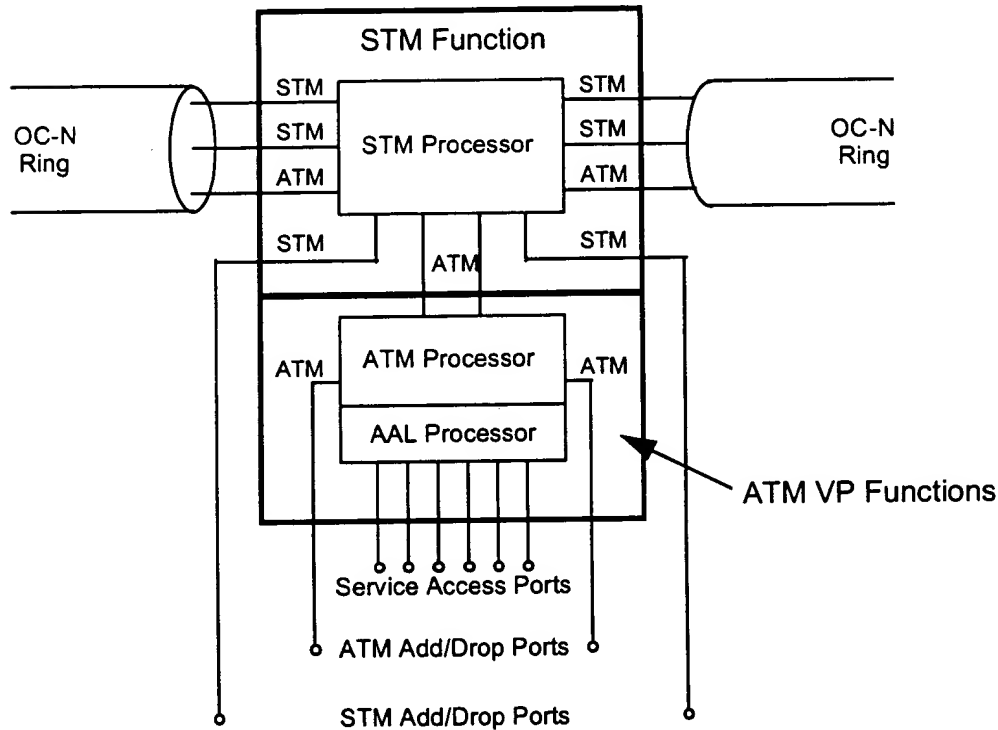 STM Function
STM
STM
OC-N
Ring
STM
STM Processor
STM
OC-N
Ring
ATM
ATM
STM
STM
ATM
ATM
ATM Processor
ATM
AAL Processor
ATM VP Functions
Service Access Ports
ATM Add/Drop Ports
STM Add/Drop Ports